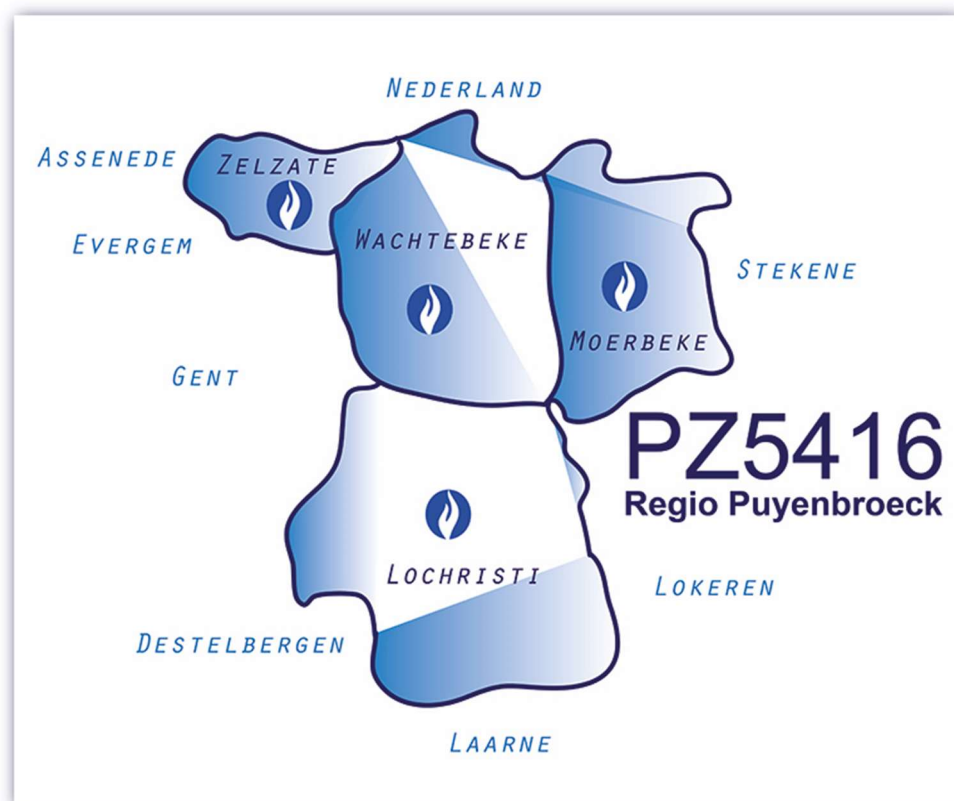 NEDERLAND
ASSENEDE
ZELZATE
EVERGEM
WACHTEBEKE
STEKENE
MOERBEKE
GENT
PZ5416
Regio Puyenbroeck
LOCHRISTI
LOKEREN
DESTELBERGEN
LAARNE